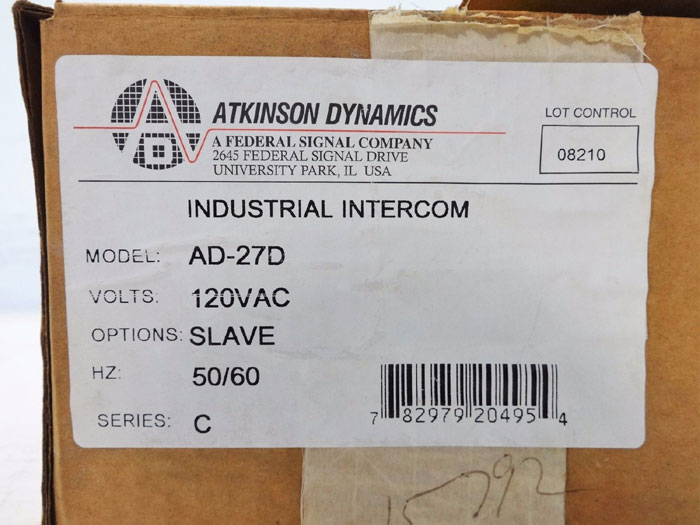 ATKINSON DYNAMICS
A FEDERAL SIGNAL COMPANY
2645 FEDERAL SIGNAL DRIVE
UNIVERSITY PARK, IL USA
LOT CONTROL
08210
INDUSTRIAL INTERCOM
MODEL: AD-27D
VOLTS: 120VAC
OPTIONS: SLAVE
HZ: 50/60
SERIES: C
7 82979 20495 4